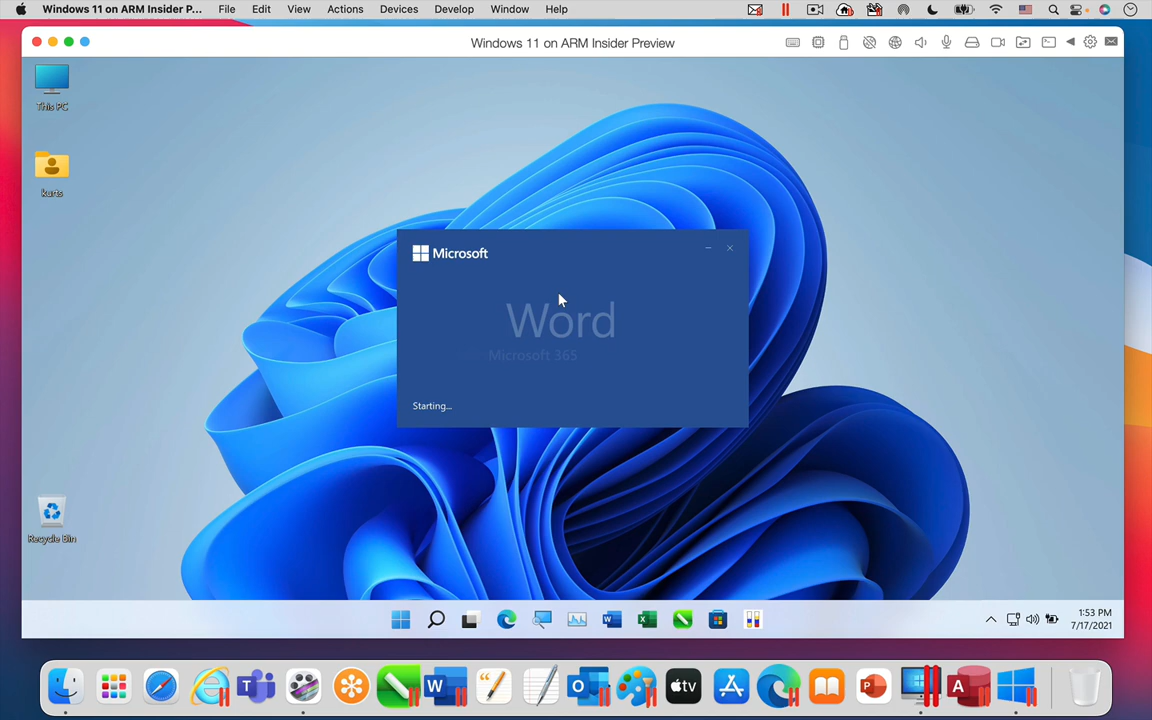 Windows 11 on ARM Insider P... File Edit View Actions Devices Develop Window Help
Windows 11 on ARM Insider Preview
This PC
kurts
Microsoft
Word
Microsoft 365
Starting...
Recycle Bin
1:53 PM
7/17/2021